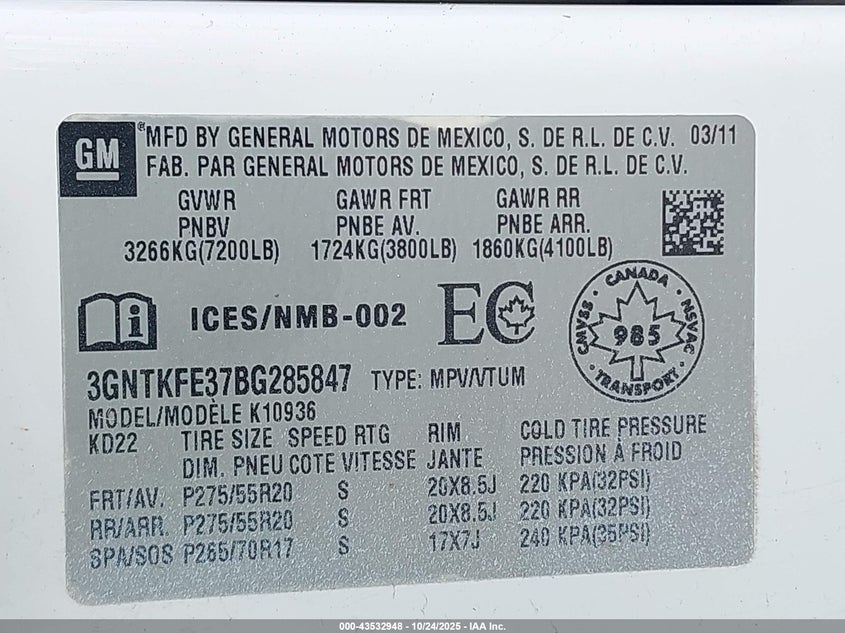 GM
® MFD BY GENERAL MOTORS DE MEXICO, S. DE R.L. DE C.V. 03/11
FAB. PAR GENERAL MOTORS DE MEXICO, S. DE R.L. DE C.V.
GVWR GAWR FRT GAWR RR
PNBV PNBE AV. PNBE ARR.
3266KG(7200LB) 1724KG(3800LB) 1860KG(4100LB)
i ICES/NMB-002 EC
CANADA
CMVSS 985 NSVAC
TRANSPORT
3GNTKFE37BG285847 TYPE: MPV/VTUM
MODEL/MODÈLE K10936
KD22 TIRE SIZE SPEED RTG RIM COLD TIRE PRESSURE
DIM. PNEU COTE VITESSE JANTE PRESSION À FROID
FRT/AV. P275/55R20 S 20X8.5J 220 KPA(32PSI)
RR/ARR. P275/55R20 S 20X8.5J 220 KPA(32PSI)
SPA/SOS P265/70R17 S 17X7J 240 KPA(35PSI)
000-43532948 - 10/24/2025 - IAA Inc.